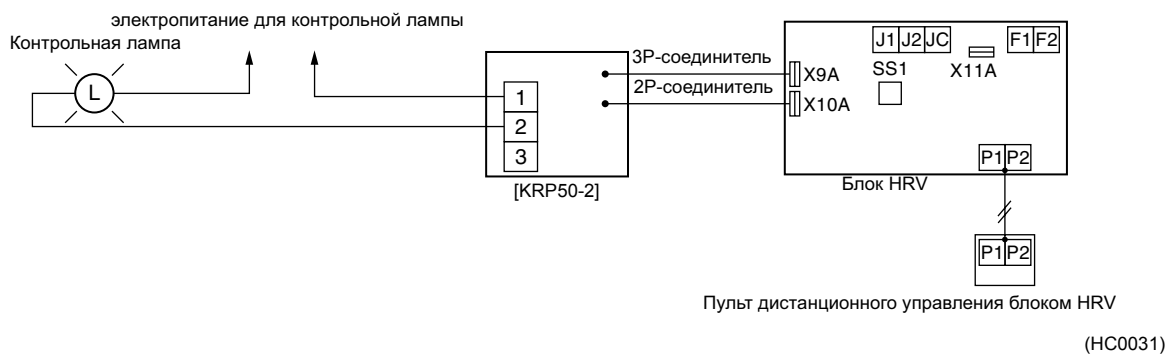 электропитание для контрольной лампы
Контрольная лампа
L
1
2
3
[KRP50-2]
3P-соединитель
2P-соединитель
X9A
X10A
J1 J2 JC
SS1
X11A
F1 F2
P1 P2
Блок HRV
P1 P2
Пульт дистанционного управления блоком HRV
(HC0031)